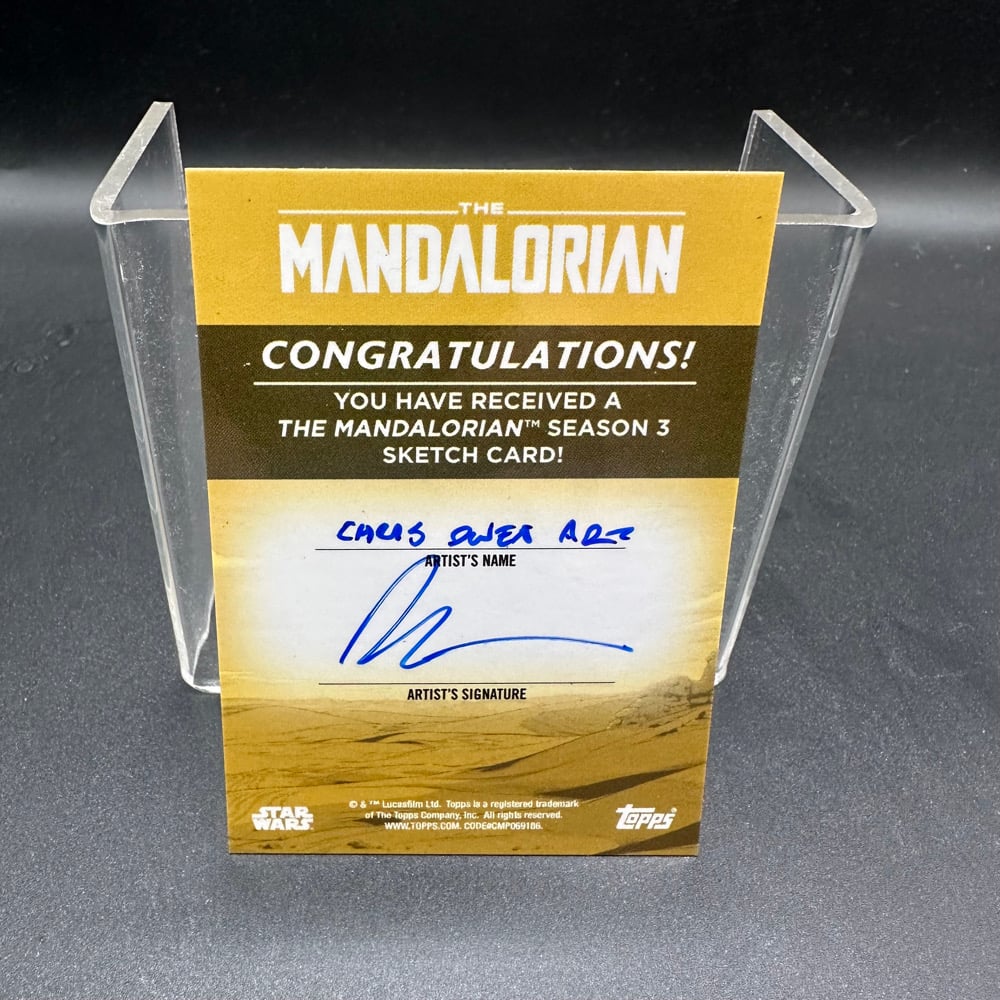 THE
MANDALORIAN
CONGRATULATIONS!
YOU HAVE RECEIVED A
THE MANDALORIAN™ SEASON 3
SKETCH CARD!
CHRIS ART
ARTIST'S NAME
ARTIST'S SIGNATURE
STAR
WARS
© & ™ Lucasfilm Ltd. Topps is a registered trademark
of The Topps Company, Inc. All rights reserved.
WWW.TOPPS.COM. CODE#CMP069106.
Topps®